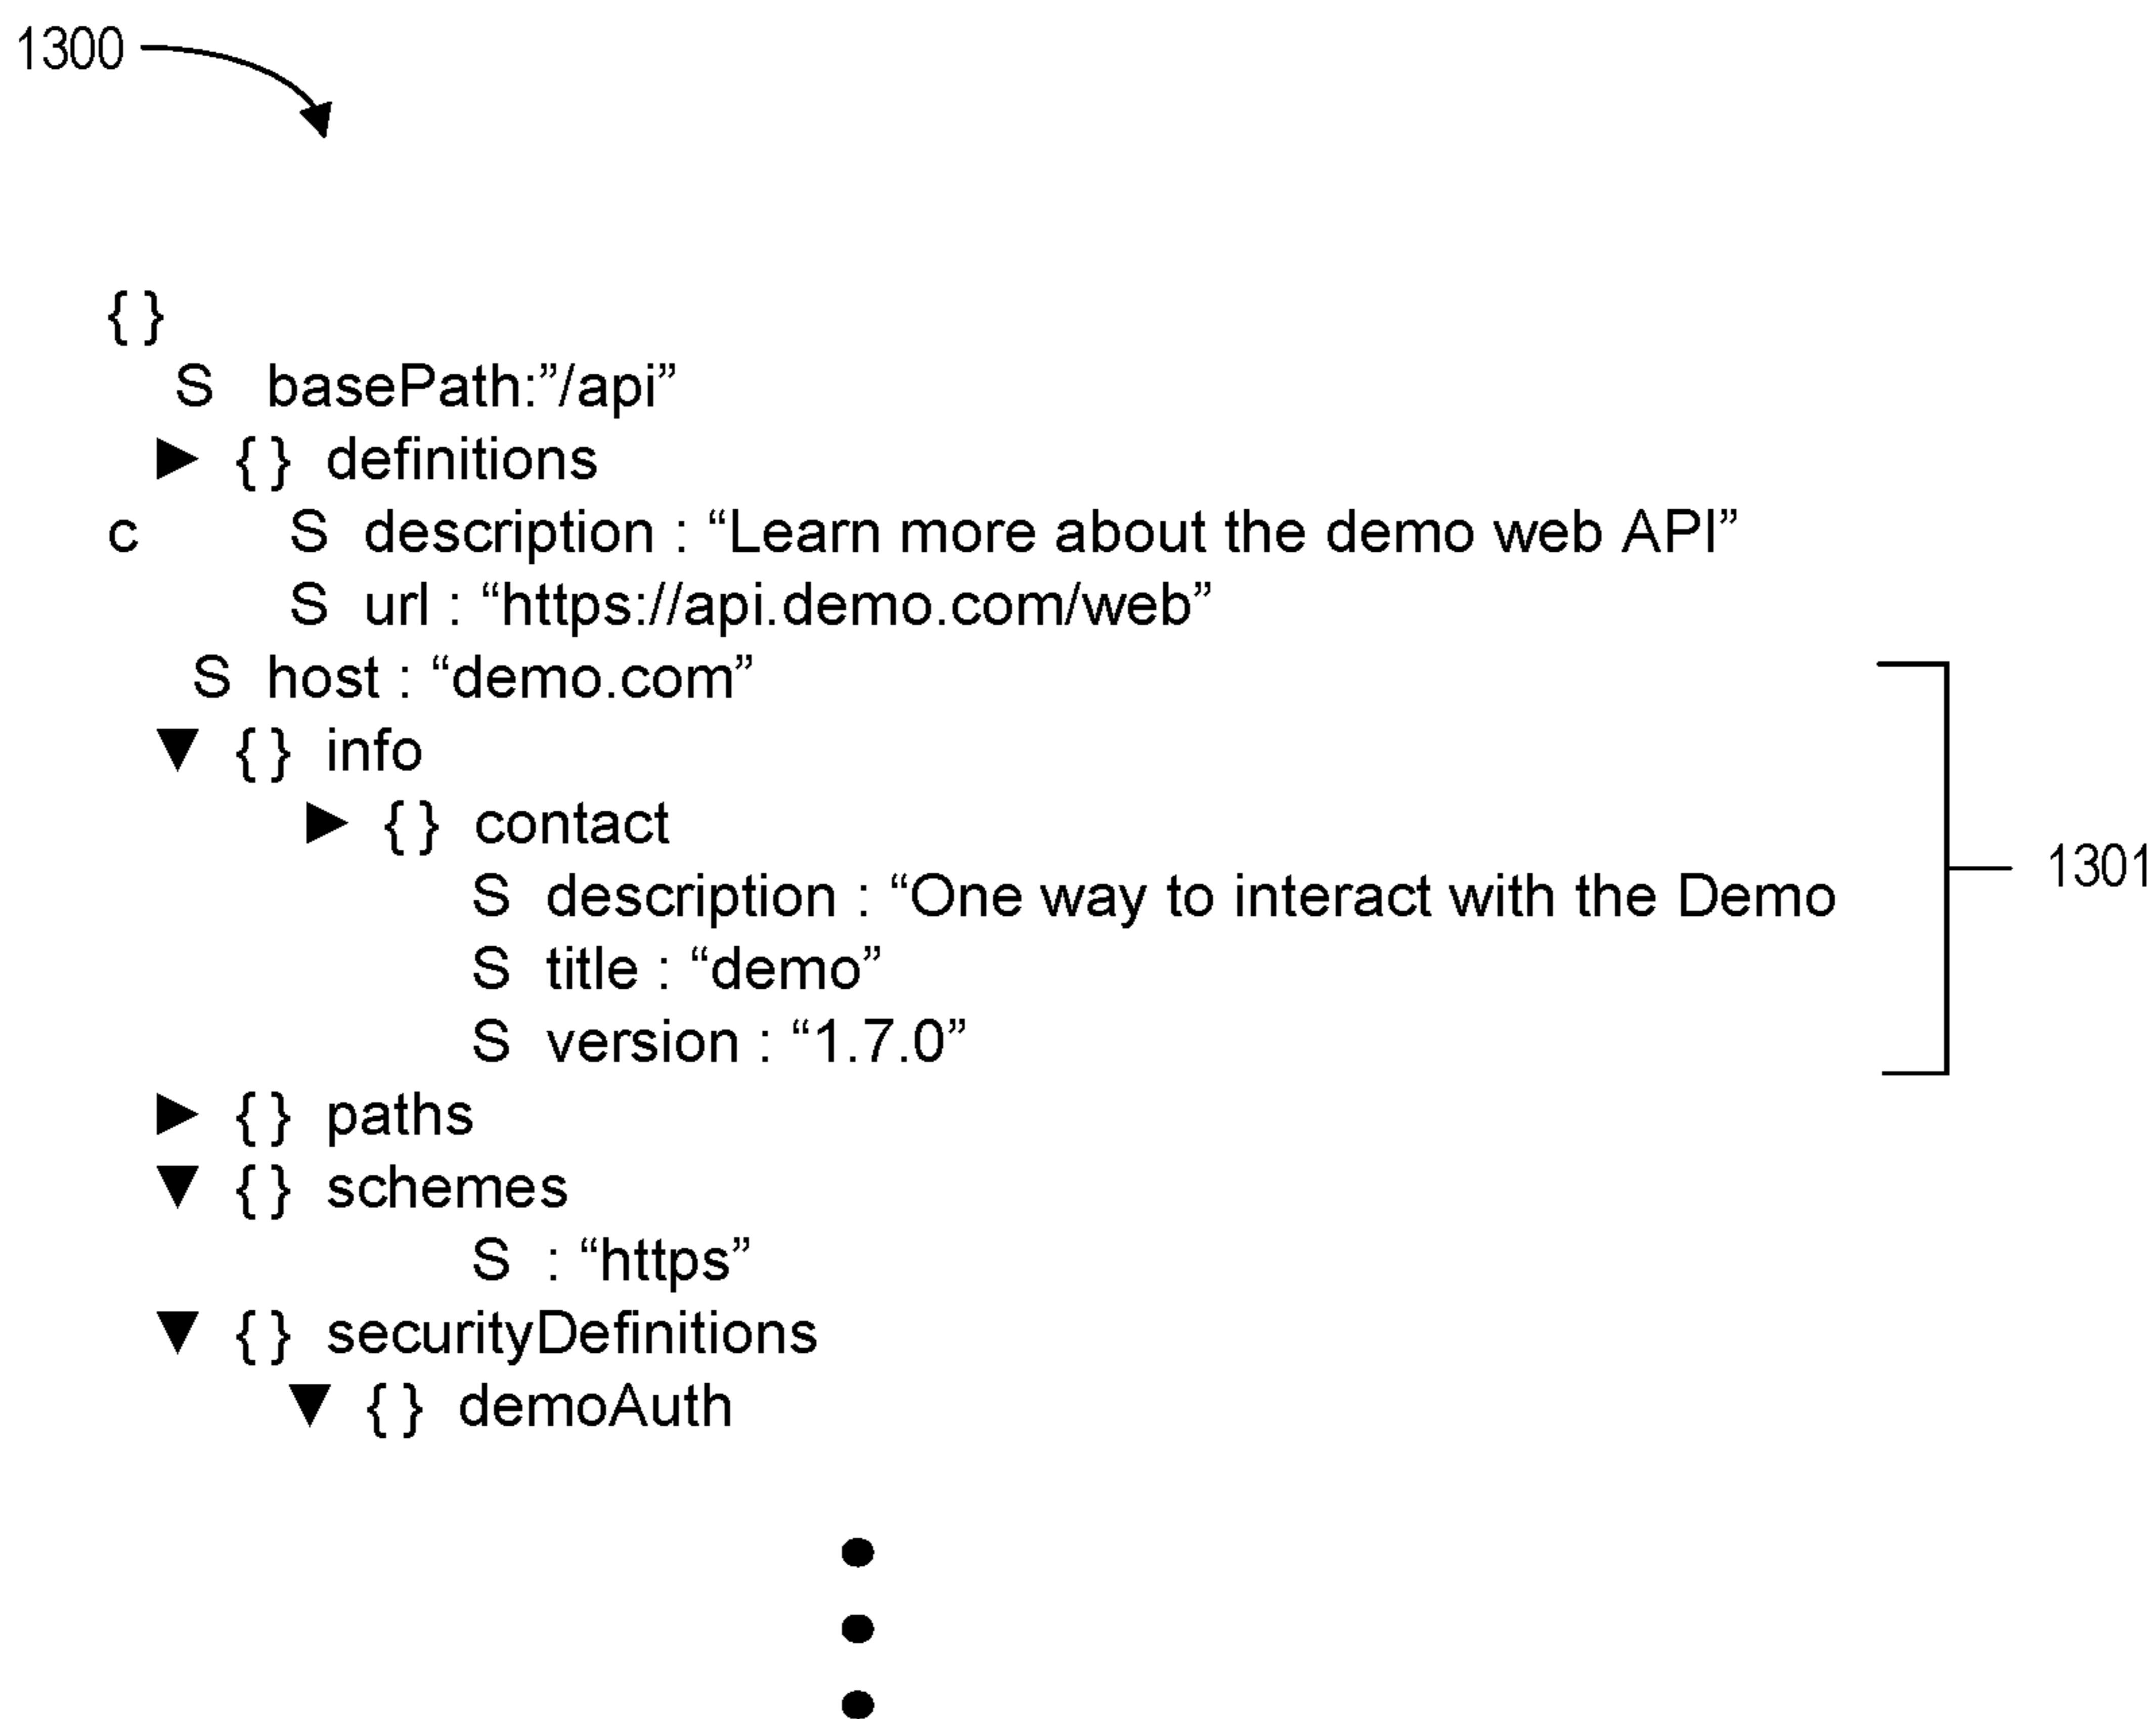 1300
{ }
S basePath:”/api”
► { } definitions
c S description : “Learn more about the demo web API”
S url : “https://api.demo.com/web”
S host : “demo.com”
▼ { } info
► { } contact
S description : “One way to interact with the Demo
S title : “demo”
S version : “1.7.0”
1301
► { } paths
▼ { } schemes
S : “https”
▼ { } securityDefinitions
▼ { } demoAuth